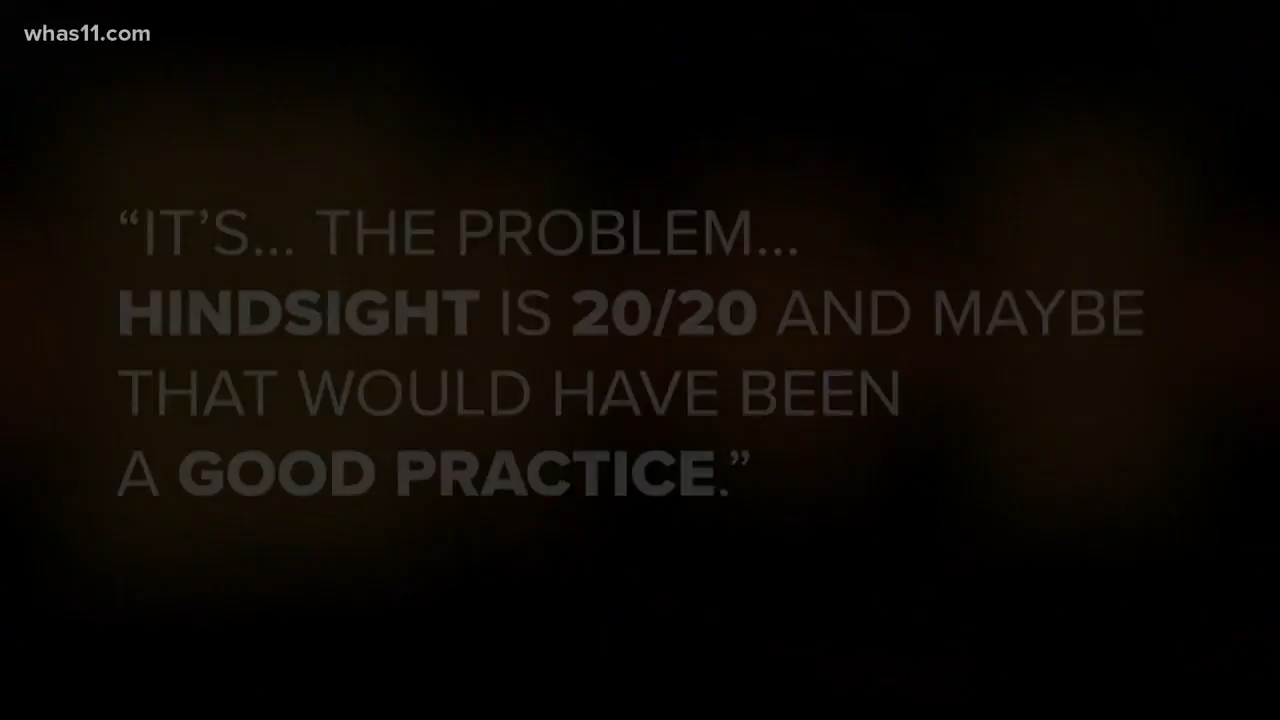 whas11.com
“IT’S... THE PROBLEM...
HINDSIGHT IS 20/20 AND MAYBE
THAT WOULD HAVE BEEN
A GOOD PRACTICE.”